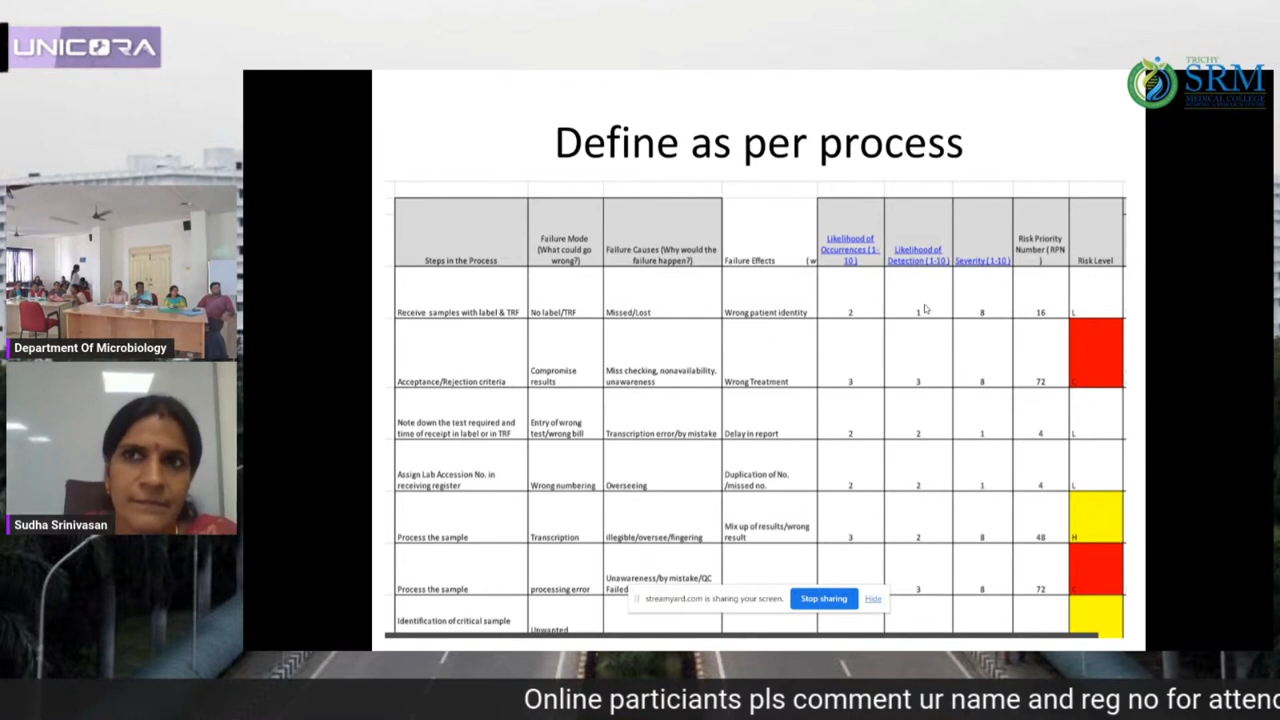 UNICORA
TRICHY
SRM
MEDICAL COLLEGE
Define as per process
Steps in the Process
Failure Mode
(What could go
wrong?)
Failure Causes (Why would the
failure happen?)
Failure Effects (w
Likelihood of
Occurrences (1-
10 )
Likelihood of
Detection (1-10 )
Severity (1-10 )
Risk Priority
Number ( RPN
)
Risk Level
Receive samples with label & TRF
No label/TRF
Missed/Lost
Wrong patient identity
2
1
8
16
L
Acceptance/Rejection criteria
Compromise
results
Miss checking, nonavailability.
unawareness
Wrong Treatment
3
3
8
72
C
Note down the test required and
time of receipt in label or in TRF
Entry of wrong
test/wrong bill
Transcription error/by mistake
Delay in report
2
2
1
4
L
Assign Lab Accession No. in
receiving register
Wrong numbering
Overseeing
Duplication of No.
/missed no.
2
2
1
4
L
Process the sample
Transcription
illegible/oversee/fingering
Mix up of results/wrong
result
3
2
8
48
H
Process the sample
processing error
Unawareness/by mistake/QC
Failed
3
8
72
C
Identification of critical sample
Unwanted
streamyard.com is sharing your screen.
Stop sharing
Hide
Department Of Microbiology
Sudha Srinivasan
Online particiants pls comment ur name and reg no for attend